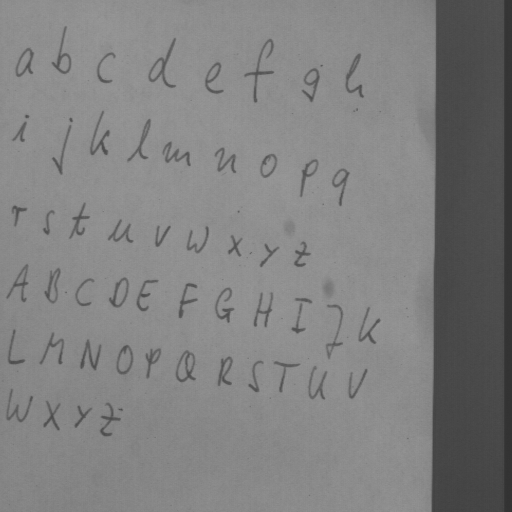 a b c d e f g h
i j k l m n o p q
r s t u v w x y z
A B C D E F G H I J K
L M N O P Q R S T U V
W X Y Z